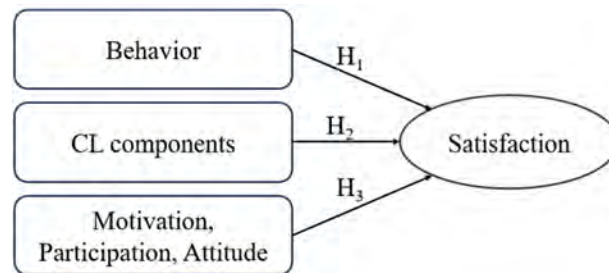 Behavior
H1
CL components
H2
Satisfaction
Motivation,
Participation, Attitude
H3